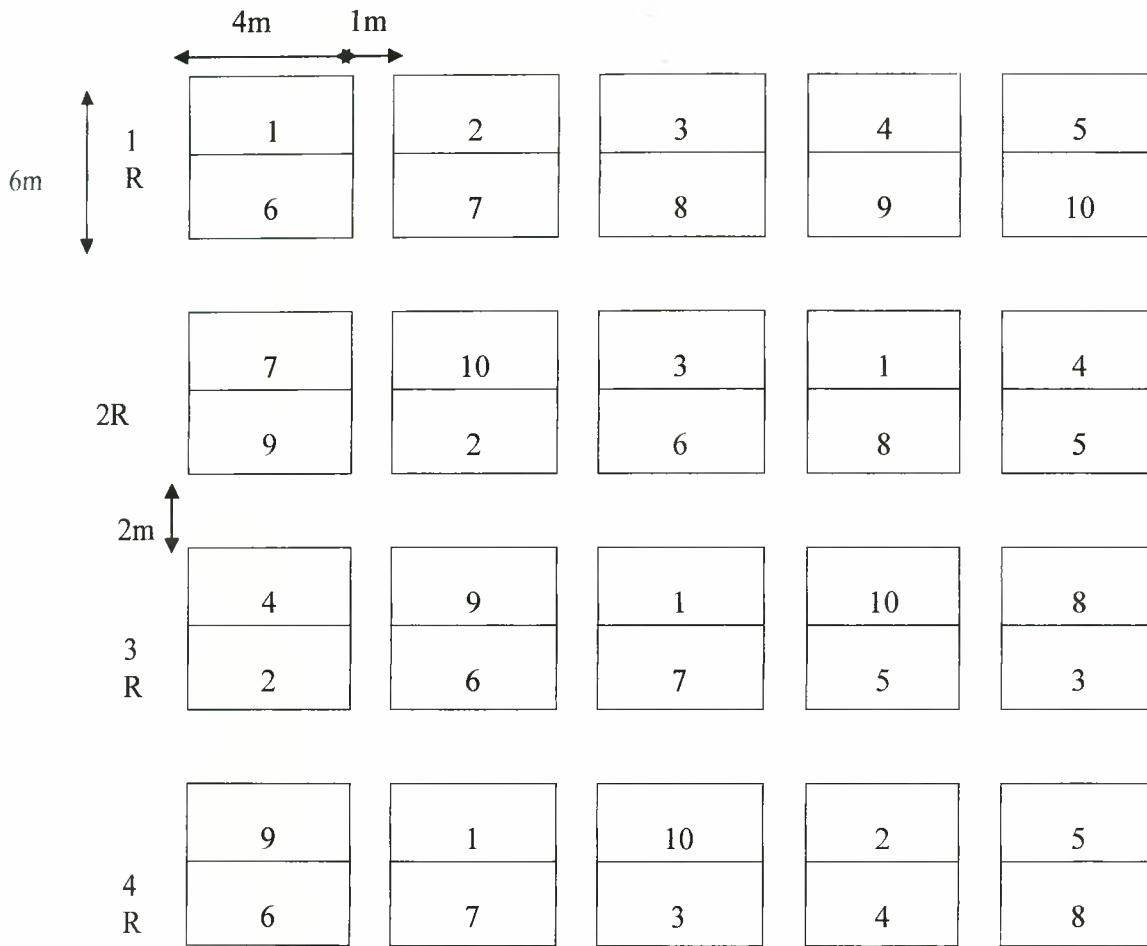 4m 1m
1 2 3 4 5
1
R
6m
6 7 8 9 10
7 10 3 1 4
2R
9 2 6 8 5
2m
4 9 1 10 8
3
R
2 6 7 5 3
9 1 10 2 5
4
R
6 7 3 4 8